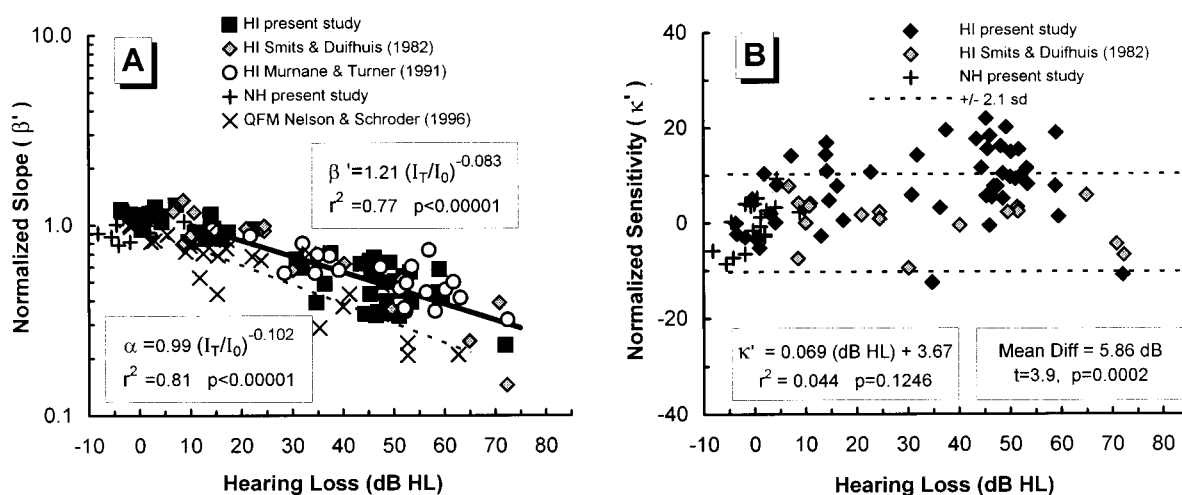 A
HI present study
HI Smits & Duifhuis (1982)
HI Murnane & Turner (1991)
NH present study
QFM Nelson & Schroder (1996)
β' =1.21 (I_T/I_0)^-0.083
r² = 0.77 p<0.00001
α =0.99 (I_T/I_0)^-0.102
r² =0.81 p<0.00001
Normalized Slope ( β' )
10.0
1.0
0.1
-10 0 10 20 30 40 50 60 70 80
Hearing Loss (dB HL)
B
HI present study
HI Smits & Duifhuis (1982)
NH present study
+/- 2.1 sd
κ' = 0.069 (dB HL) + 3.67
r² = 0.044 p=0.1246
Mean Diff = 5.86 dB
t=3.9, p=0.0002
Normalized Sensitivity ( κ' )
40
20
0
-20
-40
-10 0 10 20 30 40 50 60 70 80
Hearing Loss (dB HL)